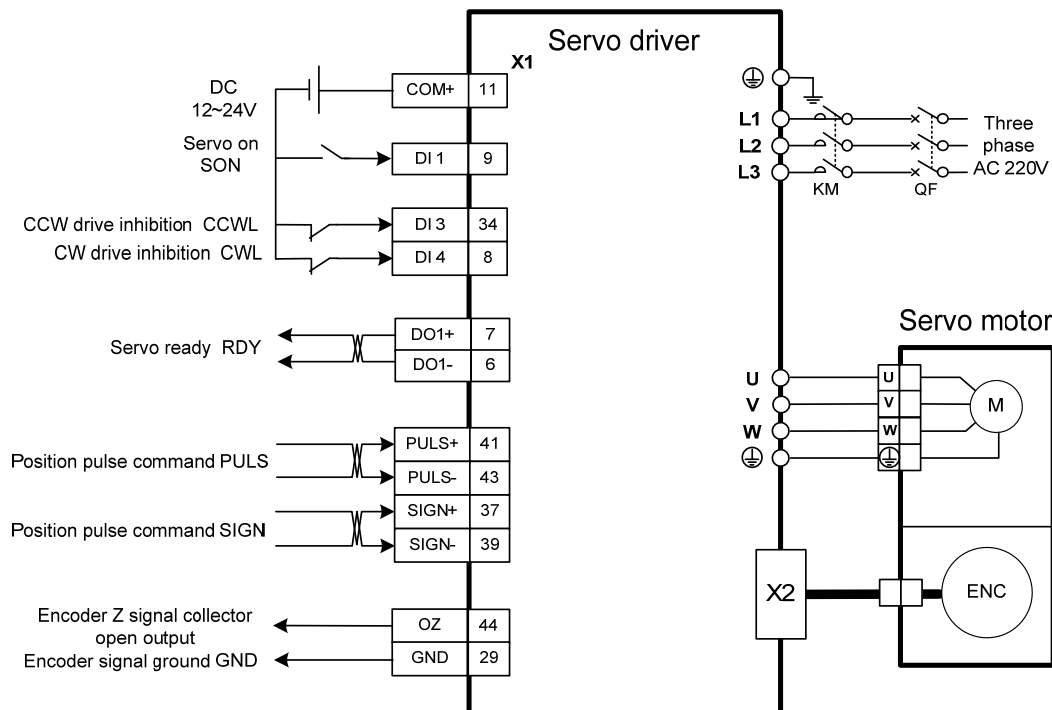 Servo driver
X1
DC
12~24V
COM+ 11
Servo on
SON
DI 1 9
CCW drive inhibition CCWL
DI 3 34
CW drive inhibition CWL
DI 4 8
Servo ready RDY
DO1+ 7
DO1- 6
Position pulse command PULS
PULS+ 41
PULS- 43
Position pulse command SIGN
SIGN+ 37
SIGN- 39
Encoder Z signal collector
open output
OZ 44
Encoder signal ground GND
GND 29
L1
L2
L3
KM
QF
Three
phase
AC 220V
Servo motor
U
V
W
U
V
W
M
X2
ENC